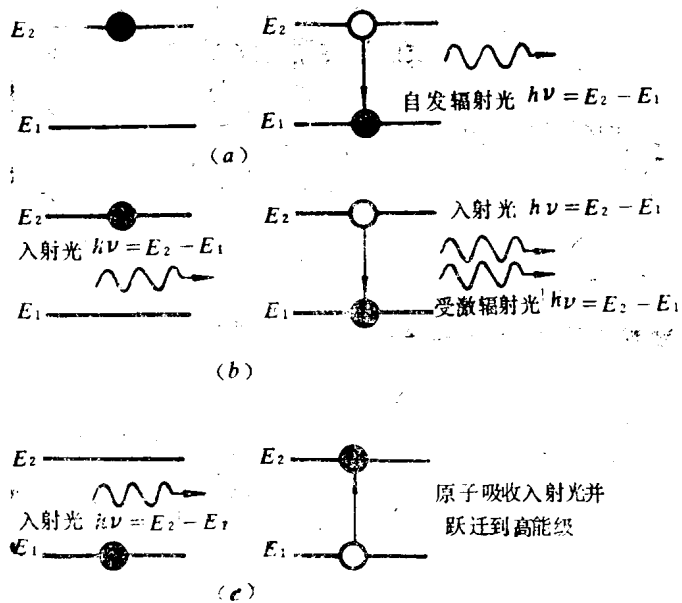 E₂
E₂
自发辐射光 hν = E₂ − E₁
E₁
E₁
(a)
E₂
E₂
入射光 hν = E₂ − E₁
入射光 hν = E₂ − E₁
E₁
E₁
受激辐射光 hν = E₂ − E₁
(b)
E₂
E₂
入射光 hν = E₂ − E₁
原子吸收入射光并
跃迁到高能级
E₁
E₁
(c)